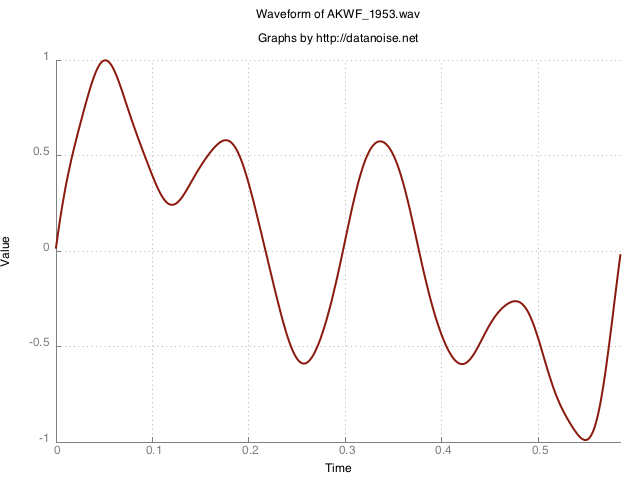 Waveform of AKWF_1953.wav
Graphs by http://datanoise.net
1
0.5
0
-0.5
-1
Value
0 0.1 0.2 0.3 0.4 0.5
Time